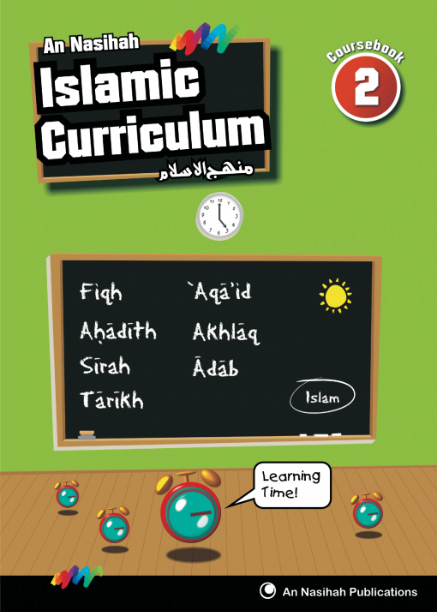 An Nasihah
Islamic
Curriculum
منهج الاسلام
Coursebook
2
Fiqh
`Aqā'id
Aḥādīth
Akhlāq
Sīrah
Ādāb
Tārīkh
Islam
Learning
Time!
An Nasihah Publications